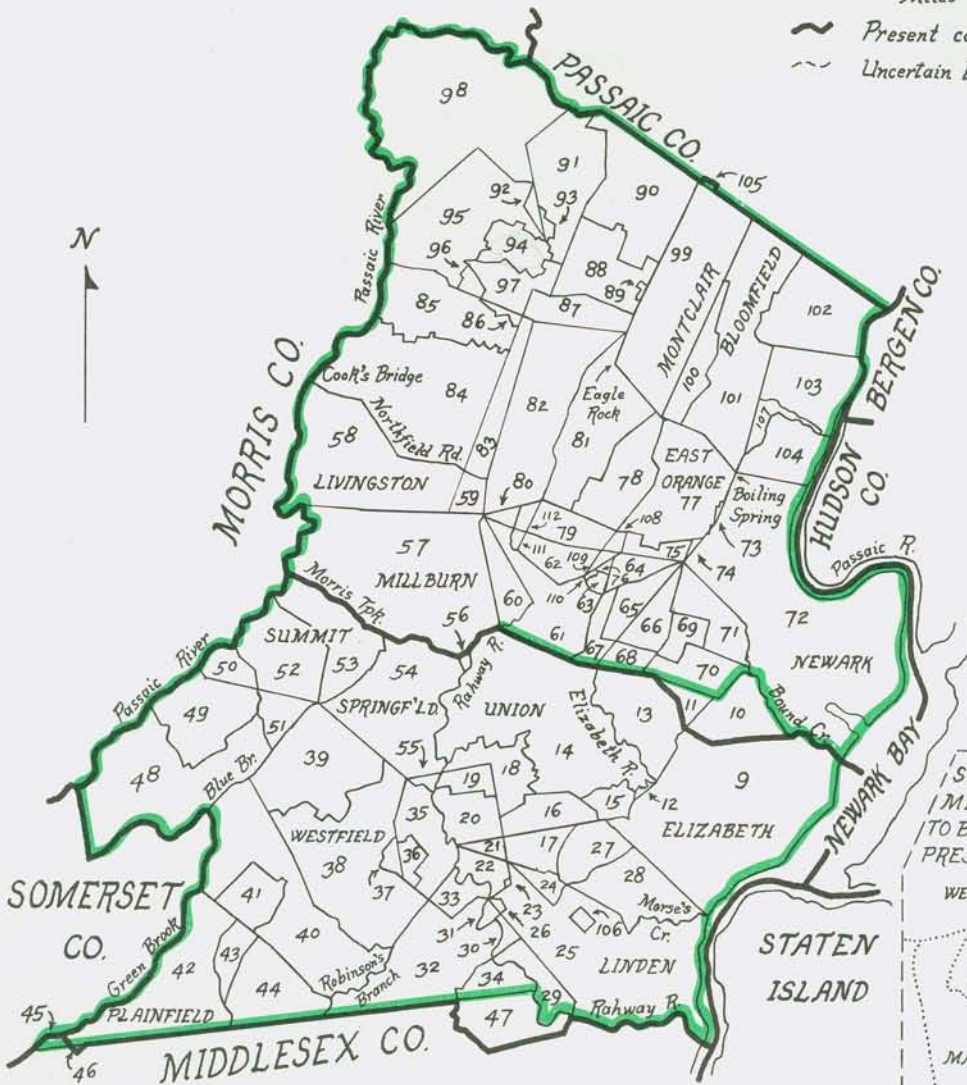 Present
Uncertain
PASSAIC CO.
98
N
91
90
105
92
93
95
94
99
96
88
BERGEN CO.
Passaic River
97
89
MONTCLAIR
BLOOMFIELD
102
85
86
87
100
Cook's Bridge
84
82
Eagle
Rock
101
103
MORRIS CO.
58
Northfield Rd.
83
81
107
HUDSON
CO.
LIVINGSTON
59
80
78
EAST
ORANGE
77
104
Boiling
Spring
112
79
108
73
57
111
62
109
64
75
74
Passaic R.
MILLBURN
110
76
63
60
65
72
Morris Tpk.
56
61
66
69
71
SUMMIT
67
68
70
NEWARK
Passaic River
50
52
53
54
Rahway R.
Bound Cr.
49
51
SPRINGF'LD.
UNION
Elizabeth R.
13
11
10
48
Blue Br.
39
55
14
9
NEWARK BAY
19
18
12
S
MI
TO B
PRES
WE
WESTFIELD
35
20
16
15
ELIZABETH
36
21
17
27
38
37
22
28
SOMERSET
CO.
41
33
24
23
Morse's
Cr.
31
26
106
Green Brook
40
30
25
STATEN
ISLAND
42
43
Robinson's
Branch
32
LINDEN
44
34
29
Rahway R.
45
PLAINFIELD
47
46
MIDDLESEX CO.
MA